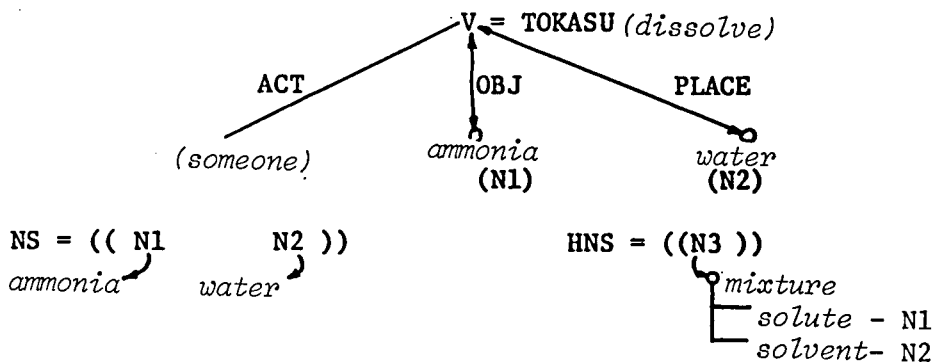 V = TOKASU (dissolve)
ACT OBJ PLACE
(someone) ammonia water
(N1) (N2)
NS = (( N1 N2 )) HNS = ((N3 ))
ammonia water mixture
solute - N1
solvent- N2